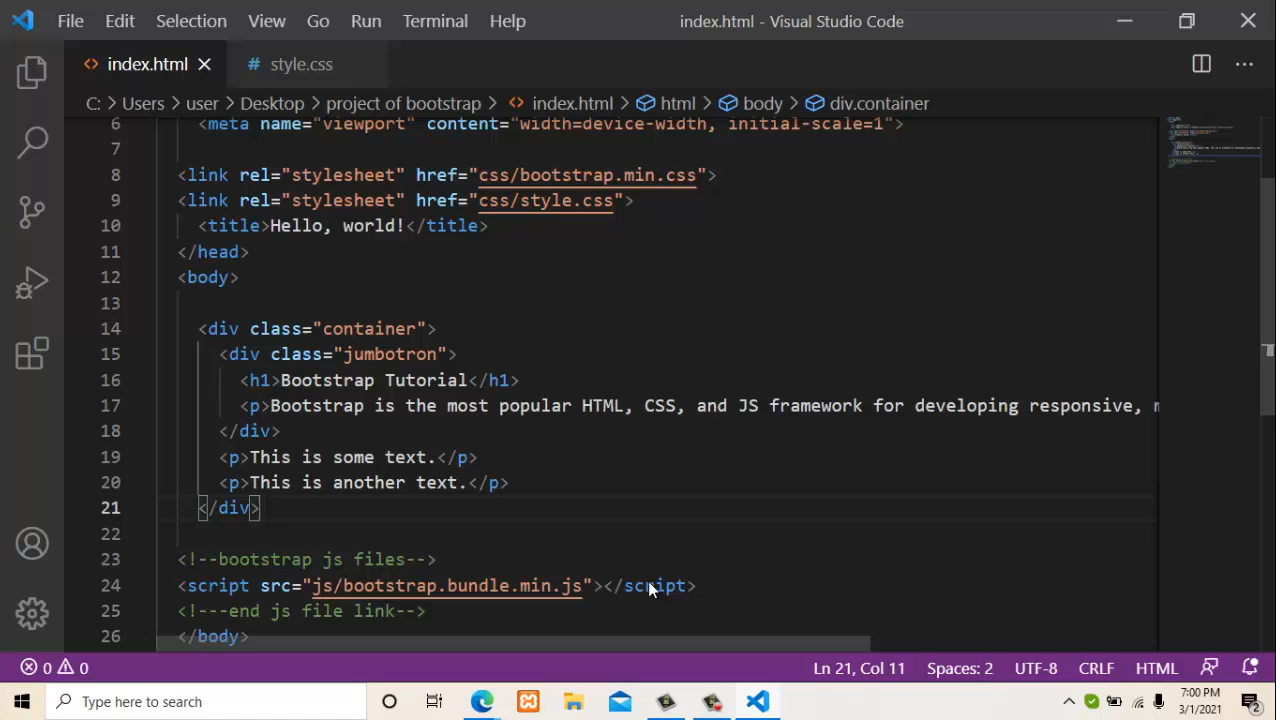 File Edit Selection View Go Run Terminal Help index.html - Visual Studio Code
index.html style.css
C: > Users > user > Desktop > project of bootstrap > index.html > html > body > div.container
6 <meta name="viewport" content="width=device-width, initial-scale=1">
7
8 <link rel="stylesheet" href="css/bootstrap.min.css">
9 <link rel="stylesheet" href="css/style.css">
10 <title>Hello, world!</title>
11 </head>
12 <body>
13
14 <div class="container">
15 <div class="jumbotron">
16 <h1>Bootstrap Tutorial</h1>
17 <p>Bootstrap is the most popular HTML, CSS, and JS framework for developing responsive,
18 </div>
19 <p>This is some text.</p>
20 <p>This is another text.</p>
21 </div>
22
23 <!--bootstrap js files-->
24 <script src="js/bootstrap.bundle.min.js"></script>
25 <!---end js file link-->
26 </body>
0 0 Ln 21, Col 11 Spaces: 2 UTF-8 CRLF HTML
Type here to search
7:00 PM
3/1/2021
2